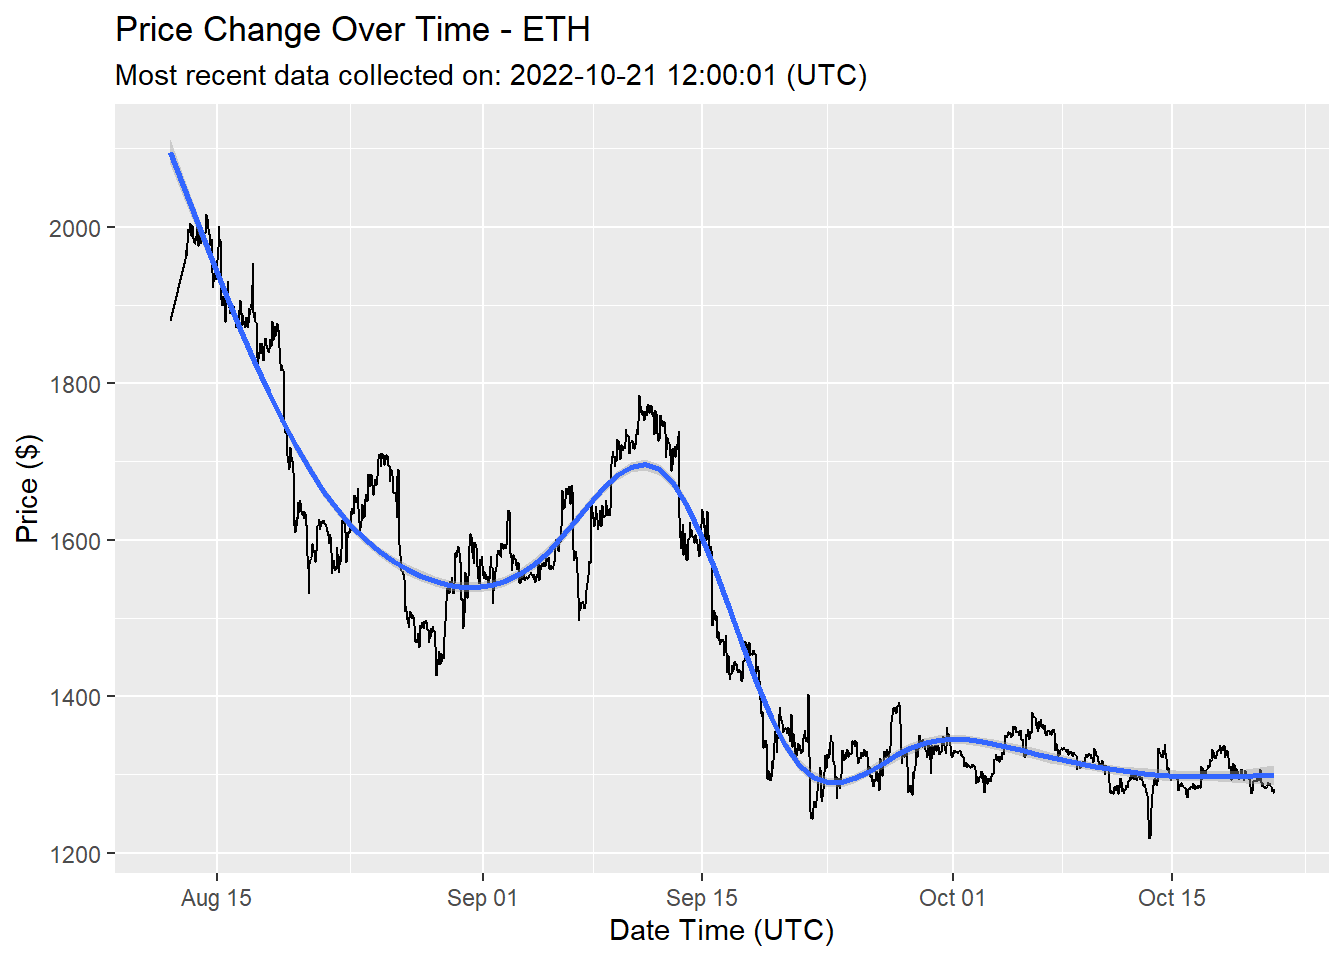 Price Change Over Time - ETH
Most recent data collected on: 2022-10-21 12:00:01 (UTC)
Price ($)
2000
1800
1600
1400
1200
Aug 15
Sep 01
Sep 15
Oct 01
Oct 15
Date Time (UTC)